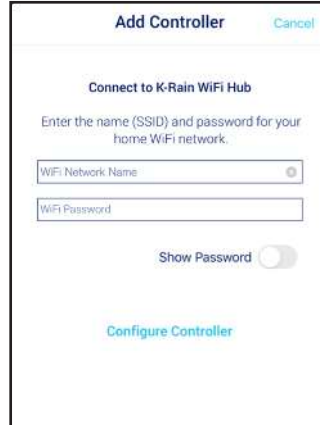 Add Controller Cancel
Connect to K-Rain WiFi Hub
Enter the name (SSID) and password for your
home WiFi network.
WiFi Network Name
WiFi Password
Show Password
Configure Controller